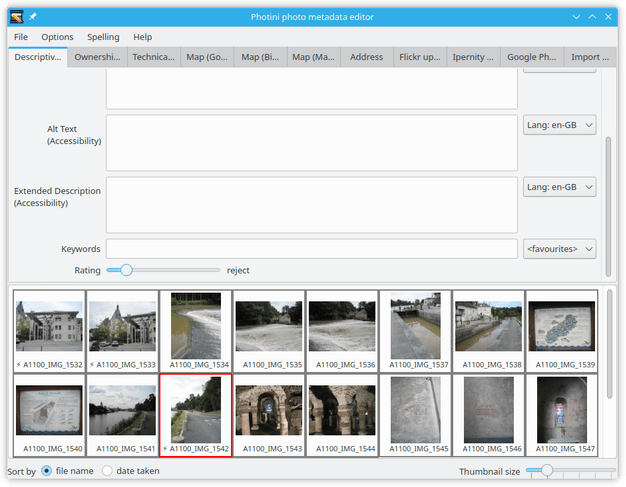 Photini photo metadata editor
File Options Spelling Help
Descriptiv... Ownershi... Technica... Map (Go... Map (Bi... Map (Ma... Address Flickr up... Ipernity ... Google Ph... Import ...
Alt Text
(Accessibility)
Lang: en-GB
Extended Description
(Accessibility)
Lang: en-GB
Keywords
<favourites>
Rating
reject
A1100_IMG_1532 A1100_IMG_1533 A1100_IMG_1534 A1100_IMG_1535 A1100_IMG_1536 A1100_IMG_1537 A1100_IMG_1538 A1100_IMG_1539
A1100_IMG_1540 A1100_IMG_1541 A1100_IMG_1542 A1100_IMG_1543 A1100_IMG_1544 A1100_IMG_1545 A1100_IMG_1546 A1100_IMG_1547
Sort by file name date taken Thumbnail size